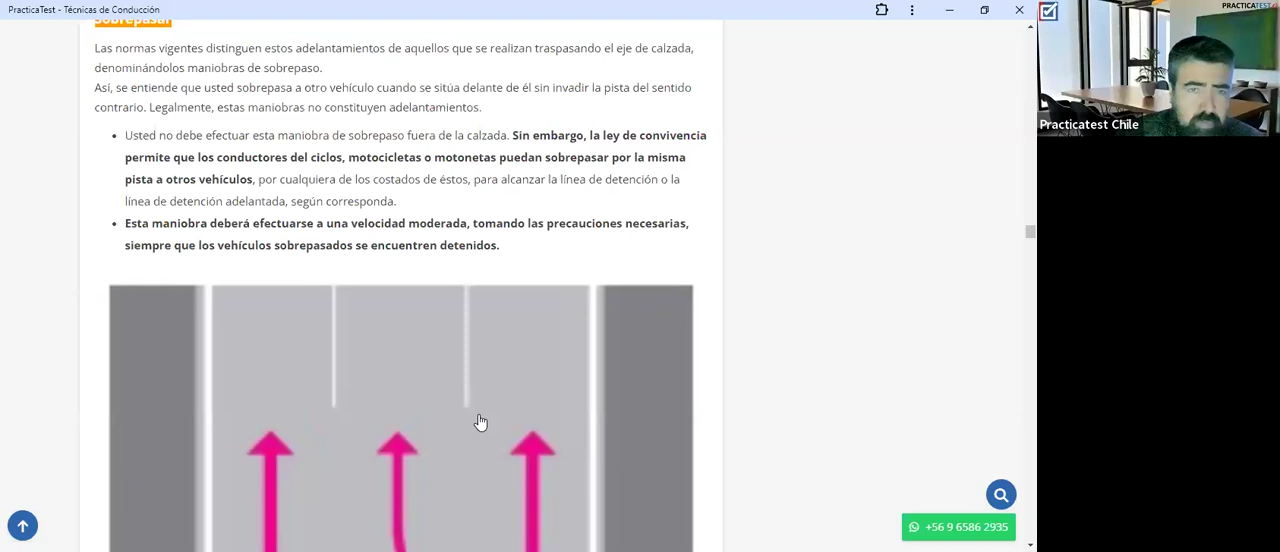 PracticaTest - Técnicas de Conducción
PRACTICATEST
Sobrepasar
Las normas vigentes distinguen estos adelantamientos de aquellos que se realizan traspasando el eje de calzada,
denominándolos maniobras de sobrepaso.
Así, se entiende que usted sobrepasa a otro vehículo cuando se sitúa delante de él sin invadir la pista del sentido
contrario. Legalmente, estas maniobras no constituyen adelantamientos.
• Usted no debe efectuar esta maniobra de sobrepaso fuera de la calzada. Sin embargo, la ley de convivencia
permite que los conductores del ciclos, motocicletas o motonetas puedan sobrepasar por la misma
pista a otros vehículos, por cualquiera de los costados de éstos, para alcanzar la línea de detención o la
línea de detención adelantada, según corresponda.
• Esta maniobra deberá efectuarse a una velocidad moderada, tomando las precauciones necesarias,
siempre que los vehículos sobrepasados se encuentren detenidos.
Practicatest Chile
+56 9 6586 2935